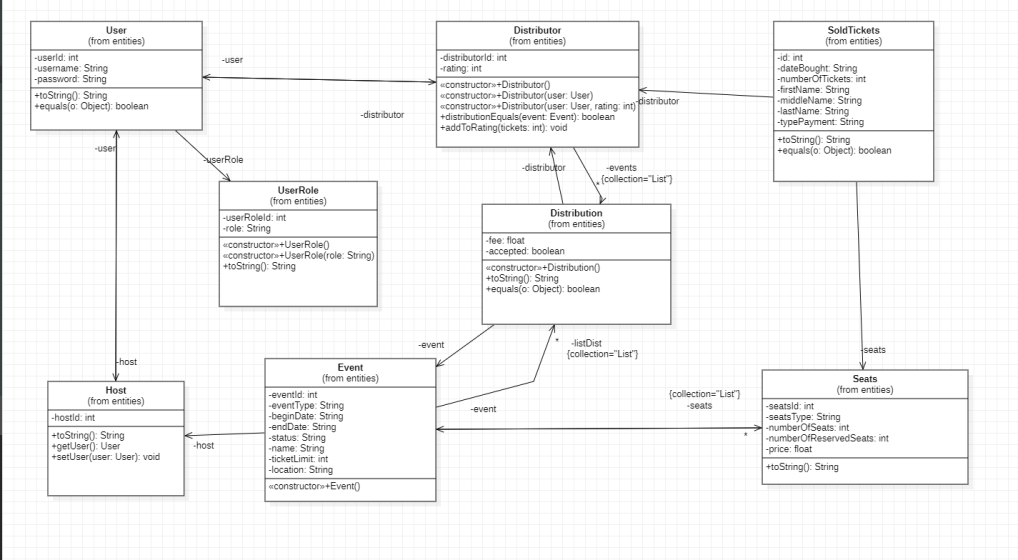 User
(from entities)
-userId: int
-username: String
-password: String
+toString(): String
+equals(o: Object): boolean
-user
-distributor
Distributor
(from entities)
-distributorId: int
-rating: int
«constructor»+Distributor()
«constructor»+Distributor(user: User)
«constructor»+Distributor(user: User, rating: int)
+distributionEquals(event: Event): boolean
+addToRating(tickets: int): void
-distributor
SoldTickets
(from entities)
-id: int
-dateBought: String
-numberOfTickets: int
-firstName: String
-middleName: String
-lastName: String
-typePayment: String
+toString(): String
+equals(o: Object): boolean
-user
-userRole
UserRole
(from entities)
-userRoleId: int
-role: String
«constructor»+UserRole()
«constructor»+UserRole(role: String)
+toString(): String
-distributor
-events
* {collection="List"}
Distribution
(from entities)
-fee: float
-accepted: boolean
«constructor»+Distribution()
+toString(): String
+equals(o: Object): boolean
-event
* -listDist
{collection="List"}
-seats
-host
Host
(from entities)
-hostId: int
+toString(): String
+getUser(): User
+setUser(user: User): void
-host
Event
(from entities)
-eventId: int
-eventType: String
-beginDate: String
-endDate: String
-status: String
-name: String
-ticketLimit: int
-location: String
«constructor»+Event()
-event
{collection="List"}
-seats
*
Seats
(from entities)
-seatsId: int
-seatsType: String
-numberOfSeats: int
-numberOfReservedSeats: int
-price: float
+toString(): String